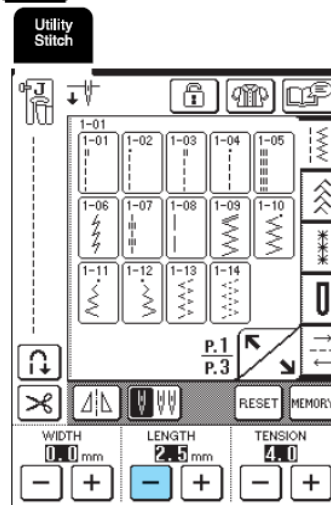 Utility
Stitch
J
1-01
1-01 1-02 1-03 1-04 1-05
1-06 1-07 1-08 1-09 1-10
1-11 1-12 1-13 1-14
P.1
P.3
RESET MEMORY
WIDTH LENGTH TENSION
0.0 mm 2.5 mm 4.0
− + − + − +